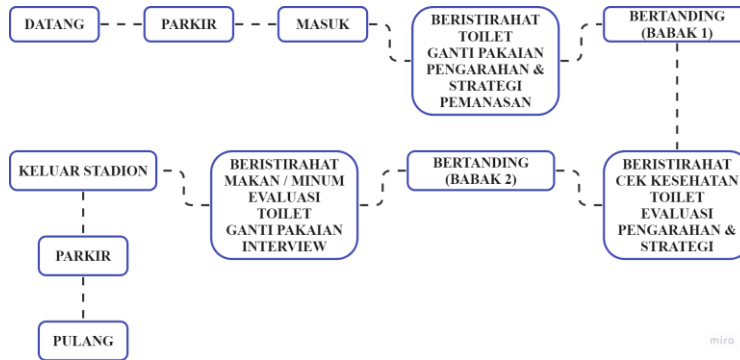 DATANG
PARKIR
MASUK
BERISTIRAHAT
TOILET
GANTI PAKAIAN
PENGARAHAN &
STRATEGI
PEMANASAN
BERTANDING
(BABAK 1)
BERISTIRAHAT
CEK KESEHATAN
TOILET
EVALUASI
PENGARAHAN &
STRATEGI
BERTANDING
(BABAK 2)
BERISTIRAHAT
MAKAN / MINUM
EVALUASI
TOILET
GANTI PAKAIAN
INTERVIEW
KELUAR STADION
PARKIR
PULANG
miro